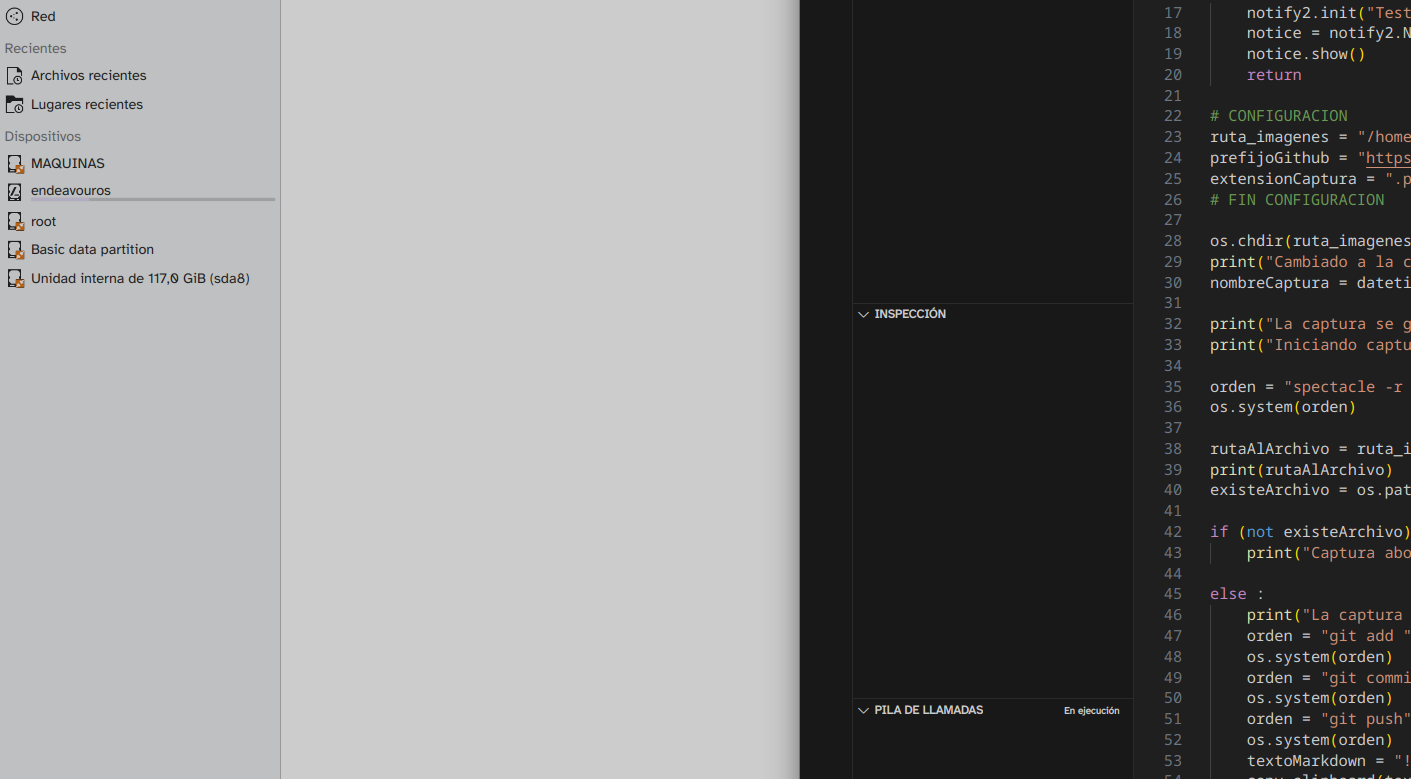 Red
Recientes
Archivos recientes
Lugares recientes
Dispositivos
MAQUINAS
endeavouros
root
Basic data partition
Unidad interna de 117,0 GiB (sda8)
INSPECCIÓN
PILA DE LLAMADAS En ejecución
17 notify2.init("Test
18 notice = notify2.N
19 notice.show()
20 return
21
22 # CONFIGURACION
23 ruta_imagenes = "/home
24 prefijoGithub = "https
25 extensionCaptura = ".p
26 # FIN CONFIGURACION
27
28 os.chdir(ruta_imagenes
29 print("Cambiado a la c
30 nombreCaptura = dateti
31
32 print("La captura se g
33 print("Iniciando captu
34
35 orden = "spectacle -r
36 os.system(orden)
37
38 rutaAlArchivo = ruta_i
39 print(rutaAlArchivo)
40 existeArchivo = os.pat
41
42 if (not existeArchivo)
43 print("Captura abo
44
45 else :
46 print("La captura
47 orden = "git add "
48 os.system(orden)
49 orden = "git commi
50 os.system(orden)
51 orden = "git push"
52 os.system(orden)
53 textoMarkdown = "!